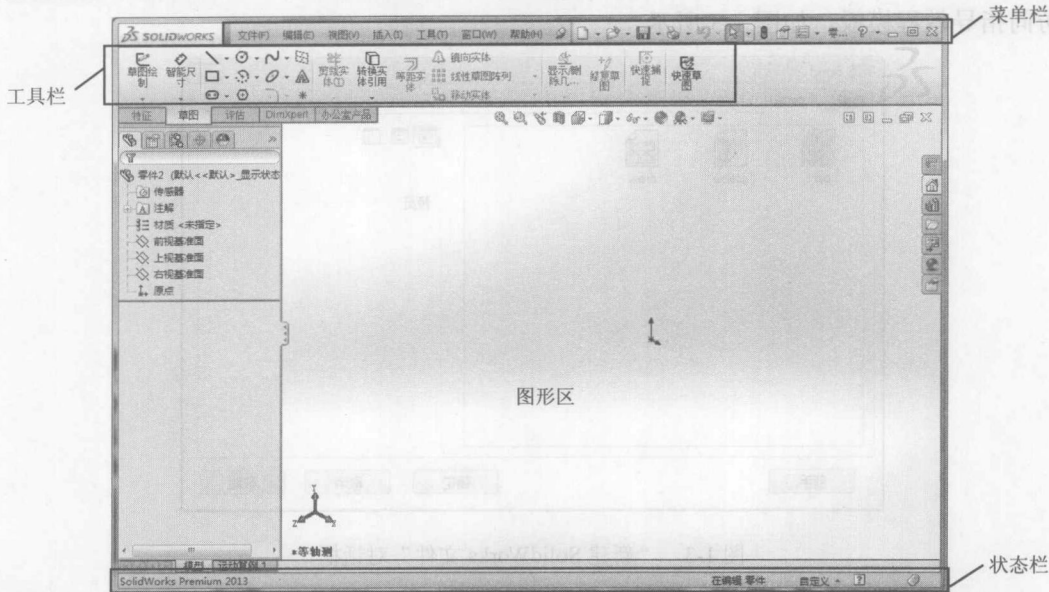 菜单栏
SOLIDWORKS 文件(F) 编辑(E) 视图(V) 插入(I) 工具(T) 窗口(W) 帮助(H) 零...
工具栏
草图绘制 智能尺寸 剪裁实体(T) 转换实体引用 等距实体 镜向实体 线性草图阵列 移动实体 显示/删除几... 修复草图 快速捕捉 快速草图
特征 草图 评估 DimXpert 办公室产品
零件2 (默认<<默认>_显示状态
传感器
注解
材质 <未指定>
前视基准面
上视基准面
右视基准面
原点
图形区
*等轴测
模型 运动算例 1
状态栏
SolidWorks Premium 2013 在编辑 零件 自定义